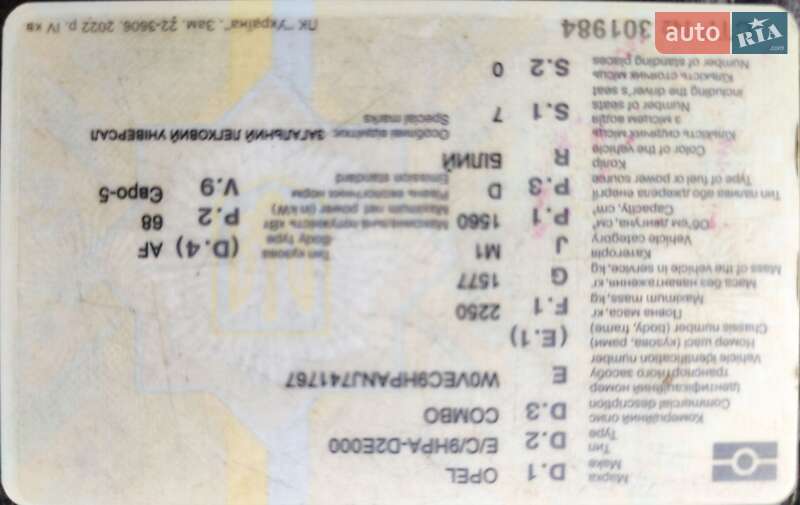 Марка D.1 OPEL
Make
Тип D.2 E/C/9HPA-D2E000
Type
Комерційний опис D.3 COMBO
Commercial description
Ідентифікаційний номер E W0VEC9HPANJ741767
транспортного засобу
Vehicle identification number
Номер шасі (кузова, рами) (E.1)
Chassis number (body, frame)
Повна маса, кг F.1 2250
Maximum mass, kg
Маса без навантаження, кг G 1577
Mass of the vehicle in service, kg
Категорія J M1 Тип кузова (D.4) AF
Vehicle category Body type
Об'єм двигуна, см³ P.1 1560 Максимальна потужність кВт P.2 68
Capacity, cm³ Maximum net power (in kW)
Тип палива або джерела енергії P.3 D Рівень екологічних норм V.9 Євро-5
Type of fuel or power source Emission standard
Колір R БІЛИЙ
Color of the vehicle
Кількість сидячих місць S.1 7 Особливі відмітки ЗАГАЛЬНИЙ ЛЕГКОВИЙ УНІВЕРСАЛ
з місцем водія Special marks
Number of seats
including the driver's seat
Кількість стоячих місць S.2 0
Number of standing places
301984
ПК "Україна". Зам. 22-3606. 2022 р. IV кв
auto RIA
.com